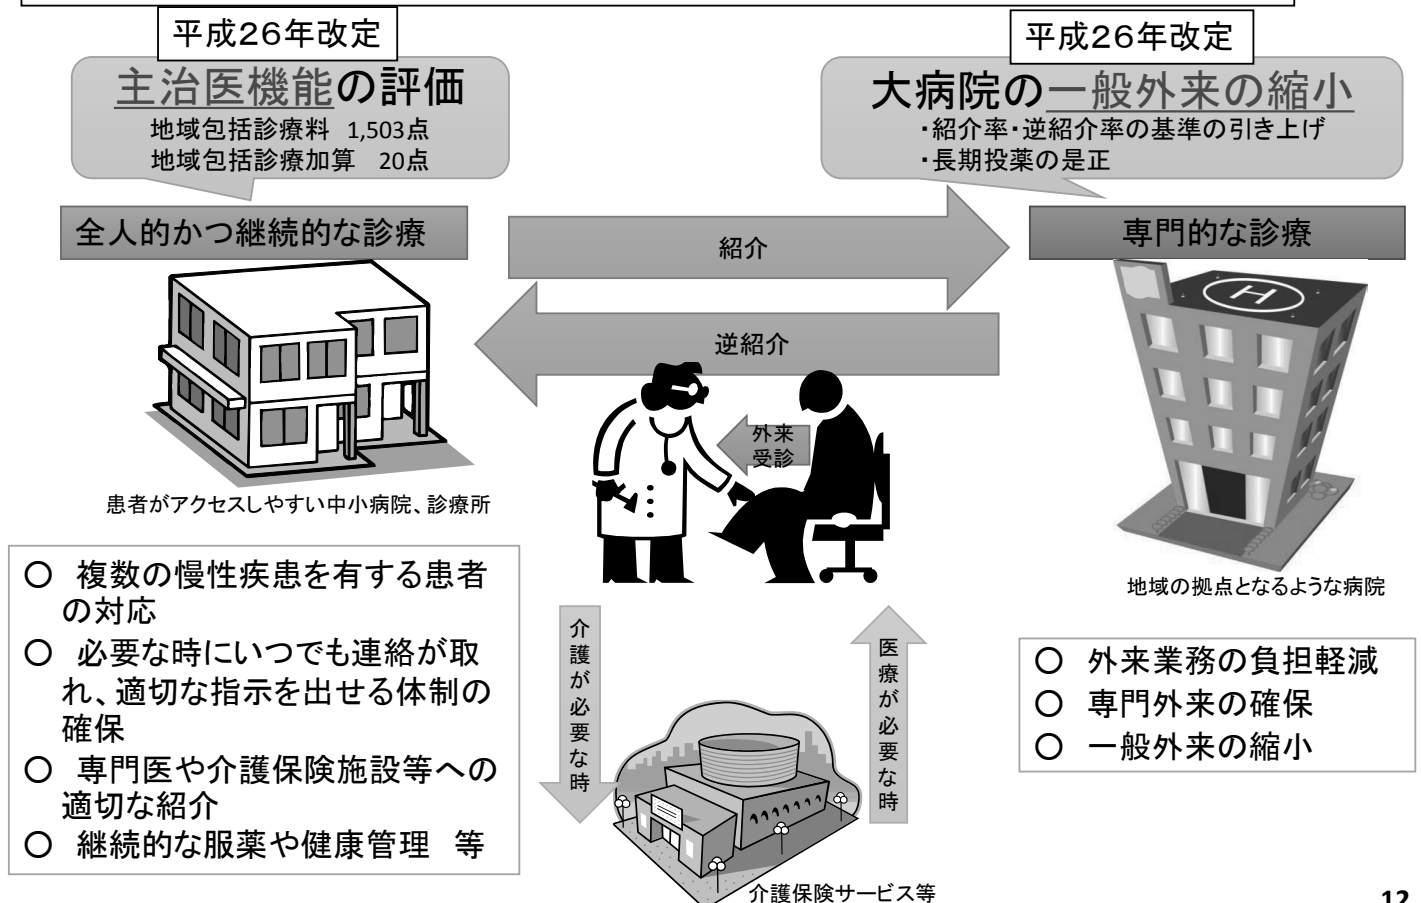 平成26年改定
主治医機能の評価
地域包括診療料 1,503点
地域包括診療加算 20点
平成26年改定
大病院の一般外来の縮小
・紹介率・逆紹介率の基準の引き上げ
・長期投薬の是正
全人的かつ継続的な診療
紹介
専門的な診療
逆紹介
外来
受診
H
患者がアクセスしやすい中小病院、診療所
地域の拠点となるような病院
○ 複数の慢性疾患を有する患者
の対応
○ 必要な時にいつでも連絡が取
れ、適切な指示を出せる体制の
確保
○ 専門医や介護保険施設等への
適切な紹介
○ 継続的な服薬や健康管理 等
介護が必要な時
医療が必要な時
○ 外来業務の負担軽減
○ 専門外来の確保
○ 一般外来の縮小
介護保険サービス等
12